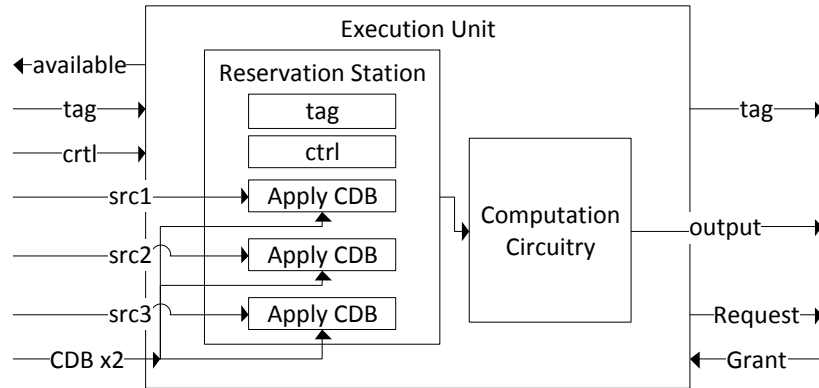 Execution Unit
available
Reservation Station
tag
tag
tag
crtl
ctrl
src1
Apply CDB
Computation
Circuitry
output
src2
Apply CDB
src3
Apply CDB
Request
CDB x2
Grant